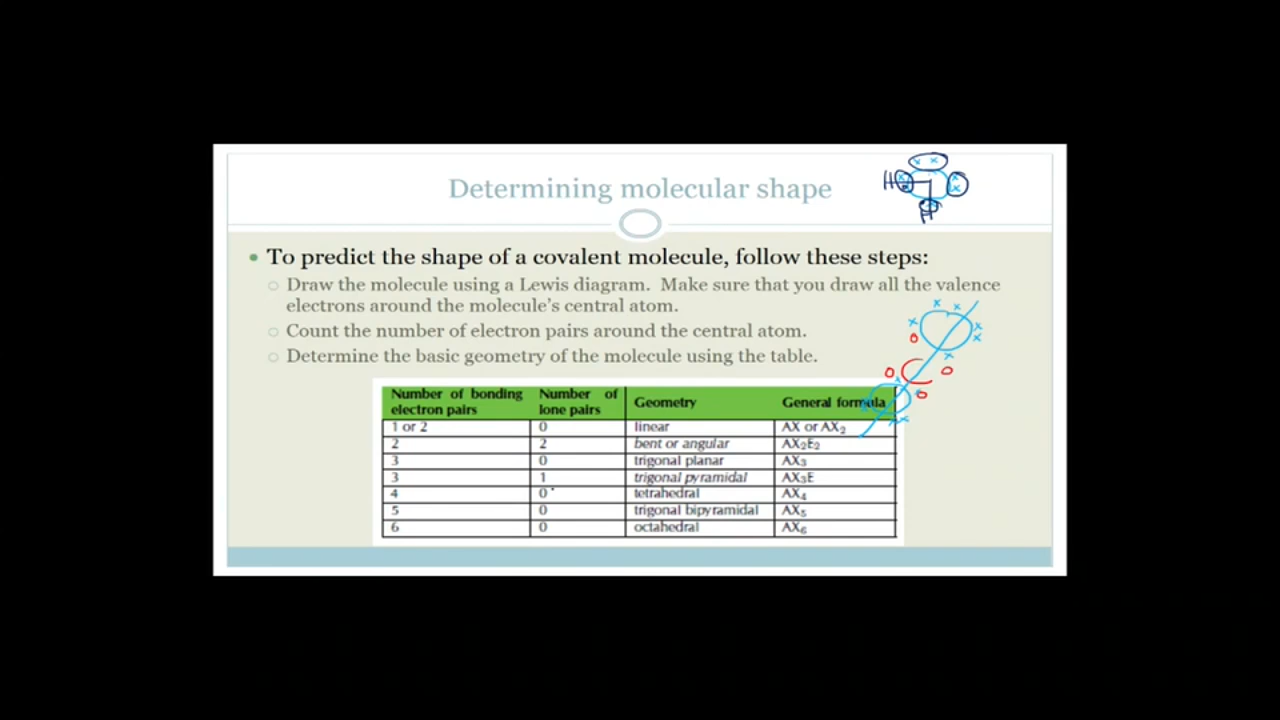 Determining molecular shape
H
H
• To predict the shape of a covalent molecule, follow these steps:
○ Draw the molecule using a Lewis diagram. Make sure that you draw all the valence
electrons around the molecule's central atom.
○ Count the number of electron pairs around the central atom.
○ Determine the basic geometry of the molecule using the table.
Number of bonding electron pairs Number of lone pairs Geometry General formula
1 or 2 0 linear AX or AX₂
2 2 bent or angular AX₂E₂
3 0 trigonal planar AX₃
3 1 trigonal pyramidal AX₃E
4 0 tetrahedral AX₄
5 0 trigonal bipyramidal AX₅
6 0 octahedral AX₆